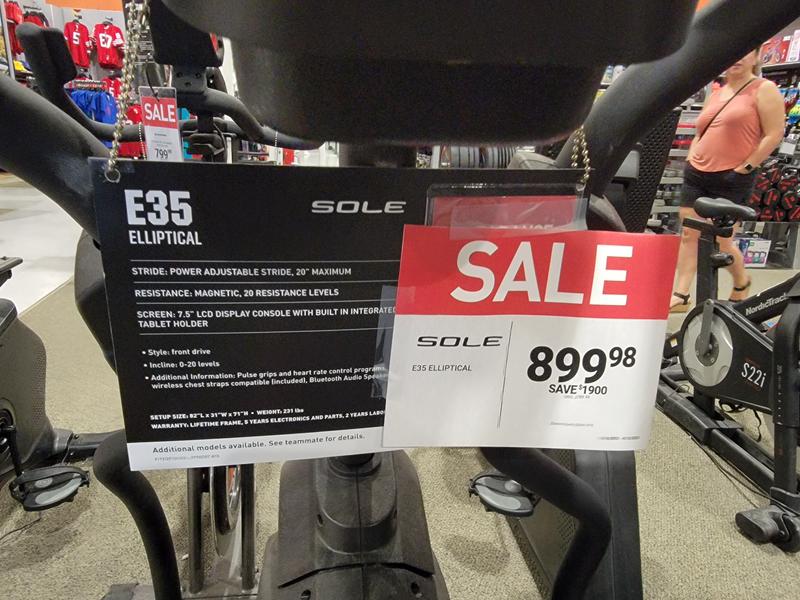 SALE
799
E35
ELLIPTICAL
SOLE
STRIDE: POWER ADJUSTABLE STRIDE, 20" MAXIMUM
RESISTANCE: MAGNETIC, 20 RESISTANCE LEVELS
SCREEN: 7.5" LCD DISPLAY CONSOLE WITH BUILT IN INTEGRATED
TABLET HOLDER
• Style: front drive
• Incline: 0-20 levels
• Additional Information: Pulse grips and heart rate control programs,
wireless chest straps compatible (included), Bluetooth Audio
SETUP SIZE: 82"L x 31"W x 71"H • WEIGHT: 231 lbs
WARRANTY: LIFETIME FRAME, 5 YEARS ELECTRONICS AND PARTS, 2 YEARS LABO
Additional models available. See teammate for details.
SALE
SOLE
E35 ELLIPTICAL
899⁹⁸
SAVE $1900
NordicTrack
S22i
5